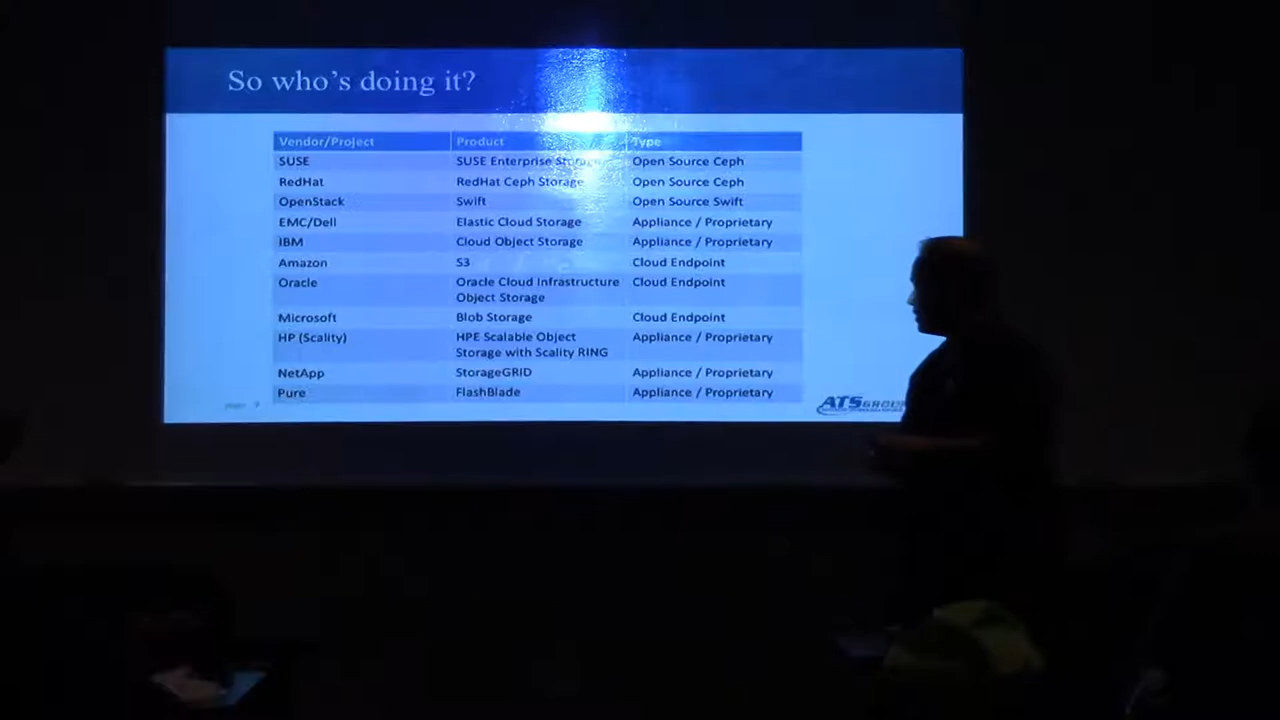 So who's doing it?
Vendor/Project Product Type
SUSE SUSE Enterprise Storage Open Source Ceph
RedHat RedHat Ceph Storage Open Source Ceph
OpenStack Swift Open Source Swift
EMC/Dell Elastic Cloud Storage Appliance / Proprietary
IBM Cloud Object Storage Appliance / Proprietary
Amazon S3 Cloud Endpoint
Oracle Oracle Cloud Infrastructure Cloud Endpoint
Object Storage
Microsoft Blob Storage Cloud Endpoint
HP (Scality) HPE Scalable Object Appliance / Proprietary
Storage with Scality RING
NetApp StorageGRID Appliance / Proprietary
Pure FlashBlade Appliance / Proprietary
page
ATSGROUP